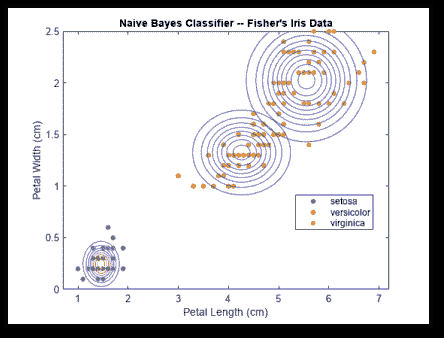 Naive Bayes Classifier -- Fisher's Iris Data
2.5
2
1.5
1
0.5
0
Petal Width (cm)
setosa
versicolor
virginica
1 2 3 4 5 6 7
Petal Length (cm)